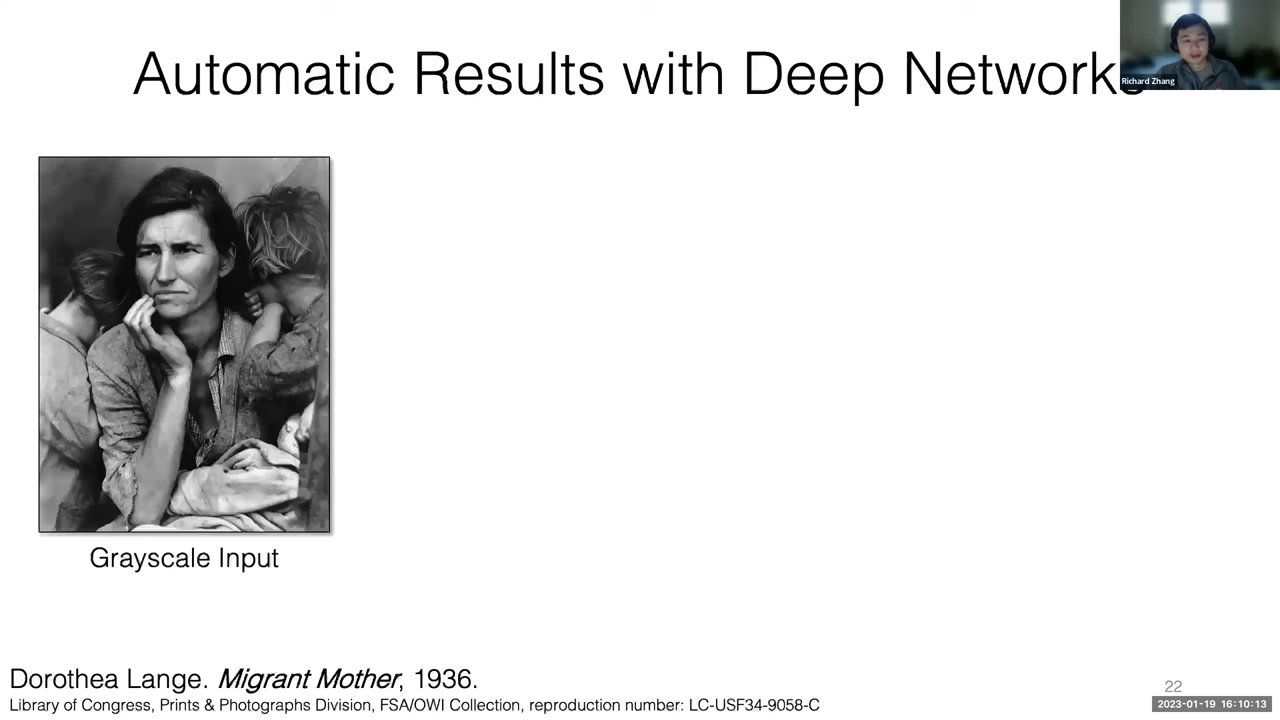 Automatic Results with Deep Networks
Richard Zhang
Grayscale Input
Dorothea Lange. Migrant Mother, 1936.
Library of Congress, Prints & Photographs Division, FSA/OWI Collection, reproduction number: LC-USF34-9058-C
22
2023-01-19 16:10:13